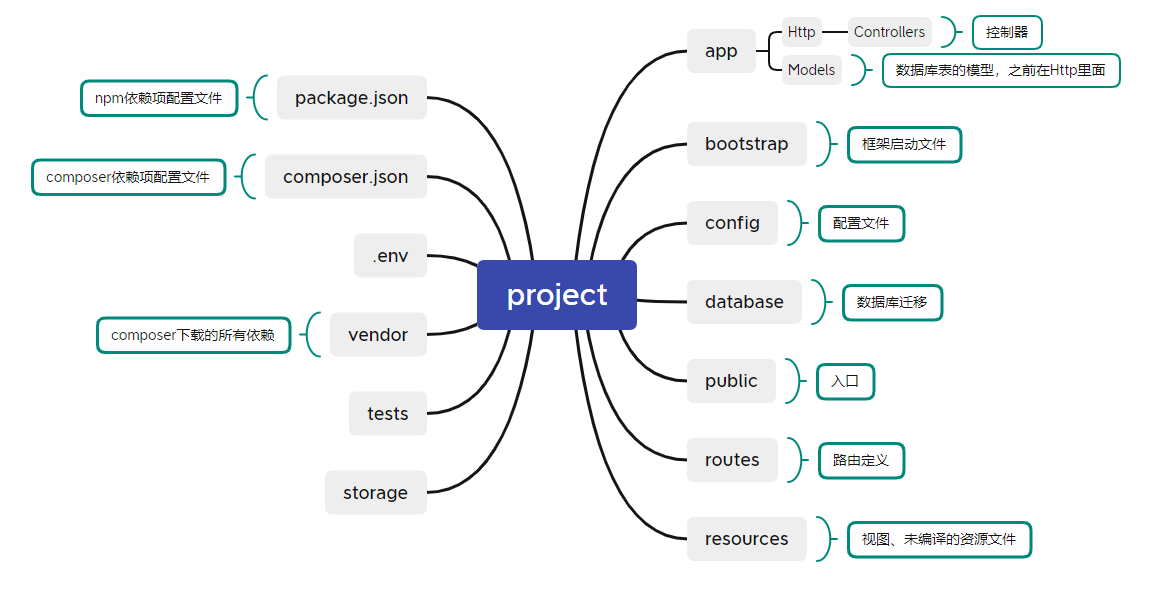 project
app
Http
Controllers
控制器
Models
数据库表的模型，之前在Http里面
bootstrap
框架启动文件
config
配置文件
database
数据库迁移
public
入口
routes
路由定义
resources
视图、未编译的资源文件
package.json
npm依赖项配置文件
composer.json
composer依赖项配置文件
.env
vendor
composer下载的所有依赖
tests
storage